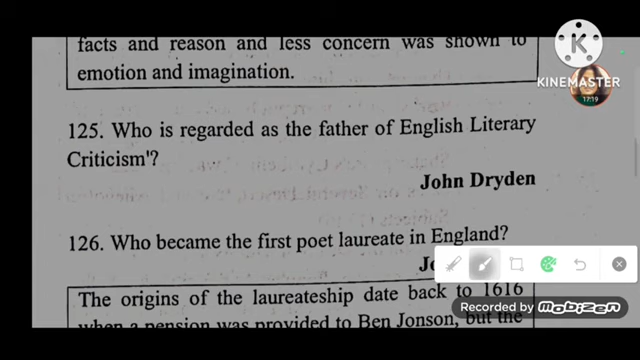 facts and reason and less concern was shown to
emotion and imagination.
KINEMASTER
17:19
125. Who is regarded as the father of English Literary
Criticism'?
John Dryden
126. Who became the first poet laureate in England?
The origins of the laureateship date back to 1616
Recorded by mobizen
when a pension was provided to Ben Jonson, but the